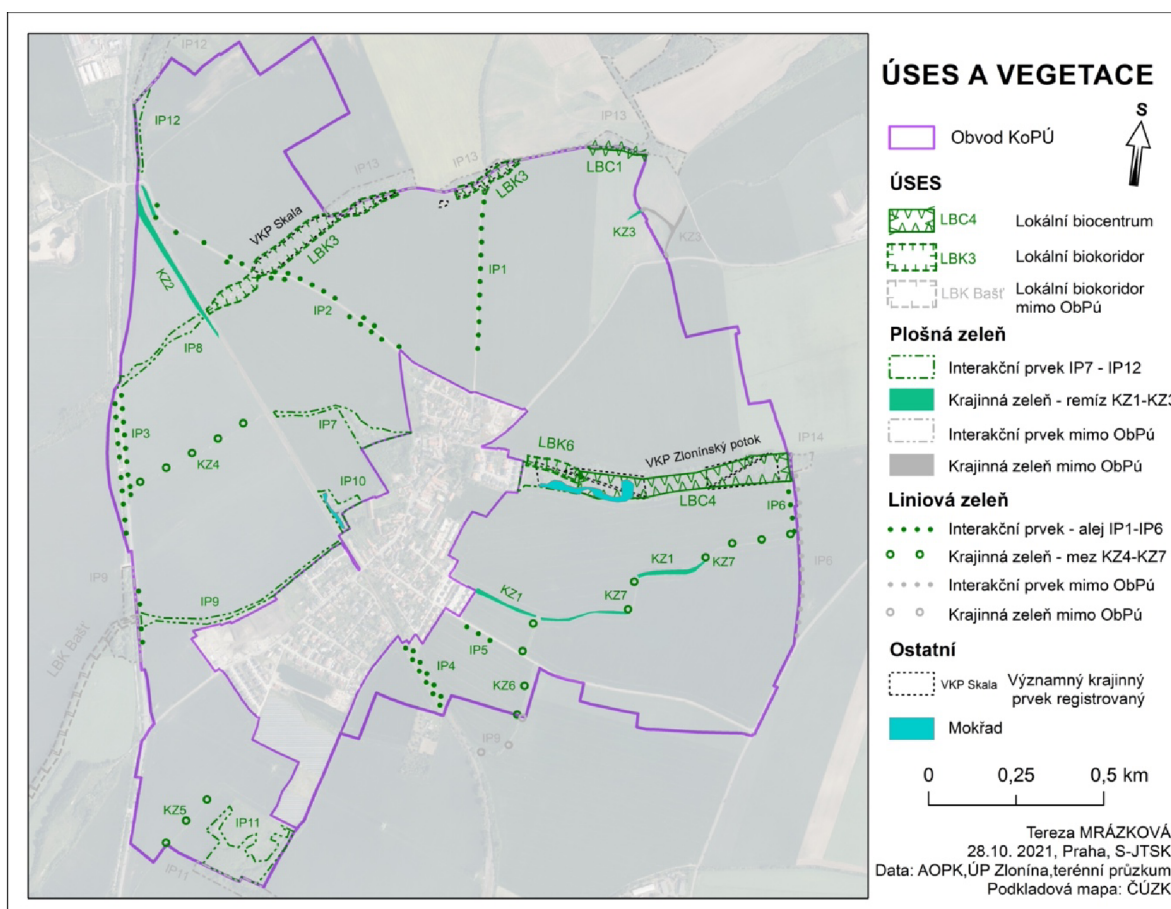 IP12
IP12
IP13
IP13
LBC1
LBK3
VKP Skala
LBK3
KZ3
KZ3
KZ2
IP1
IP2
IP8
IP3
IP7
KZ4
LBK6
VKP Zlonínský potok
IP14
IP10
LBC4
IP6
IP6
KZ1
KZ7
IP9
IP9
KZ1
KZ7
LBK Bašť
IP5
IP4
KZ6
IP9
KZ5
IP11
IP11
ÚSES A VEGETACE
S
Obvod KoPÚ
ÚSES
LBC4 Lokální biocentrum
LBK3 Lokální biokoridor
LBK Bašť Lokální biokoridor
mimo ObPú
Plošná zeleň
Interakční prvek IP7 - IP12
Krajinná zeleň - remíz KZ1-KZ3
Interakční prvek mimo ObPú
Krajinná zeleň mimo ObPú
Liniová zeleň
Interakční prvek - alej IP1-IP6
Krajinná zeleň - mez KZ4-KZ7
Interakční prvek mimo ObPú
Krajinná zeleň mimo ObPú
Ostatní
VKP Skala Významný krajinný
prvek registrovaný
Mokřad
0 0,25 0,5 km
Tereza MRÁZKOVÁ
28.10. 2021, Praha, S-JTSK
Data: AOPK,ÚP Zlonína,terénní průzkum
Podkladová mapa: ČÚZK